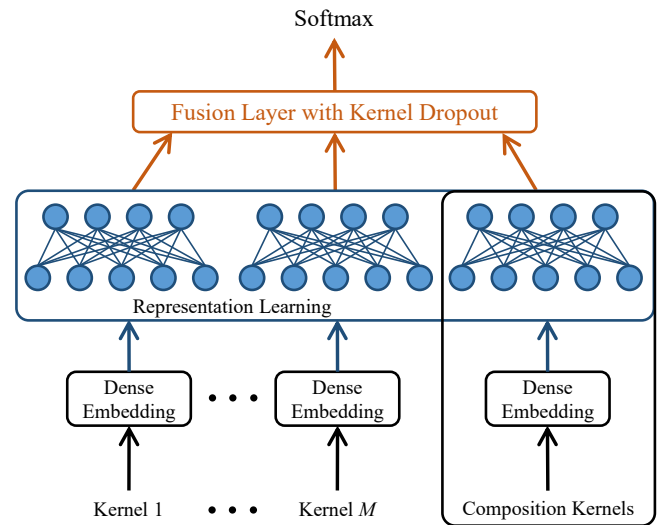 Softmax
Fusion Layer with Kernel Dropout
Representation Learning
Dense
Embedding
• • •
Dense
Embedding
Dense
Embedding
Kernel 1
• • •
Kernel M
Composition Kernels